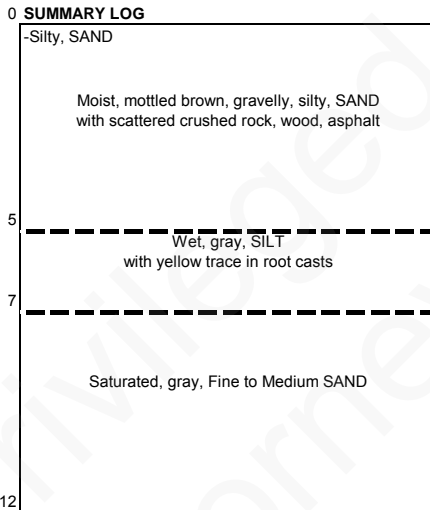 0 SUMMARY LOG
-Silty, SAND
Moist, mottled brown, gravelly, silty, SAND
with scattered crushed rock, wood, asphalt
5
Wet, gray, SILT
with yellow trace in root casts
7
Saturated, gray, Fine to Medium SAND
12